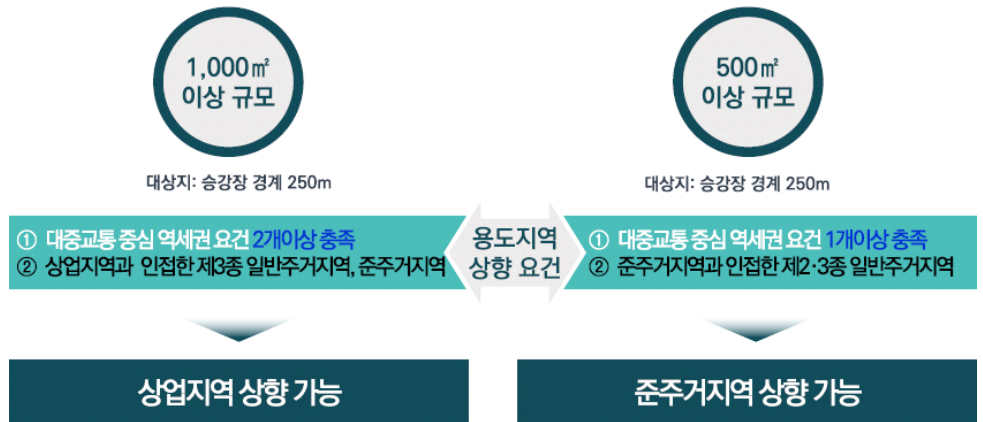 1,000㎡
이상 규모
대상지: 승강장 경계 250m
① 대중교통 중심 역세권 요건 2개이상 충족
② 상업지역과 인접한 제3종 일반주거지역, 준주거지역
상업지역 상향 가능
용도지역
상향 요건
500㎡
이상 규모
대상지: 승강장 경계 250m
① 대중교통 중심 역세권 요건 1개이상 충족
② 준주거지역과 인접한 제2·3종 일반주거지역
준주거지역 상향 가능